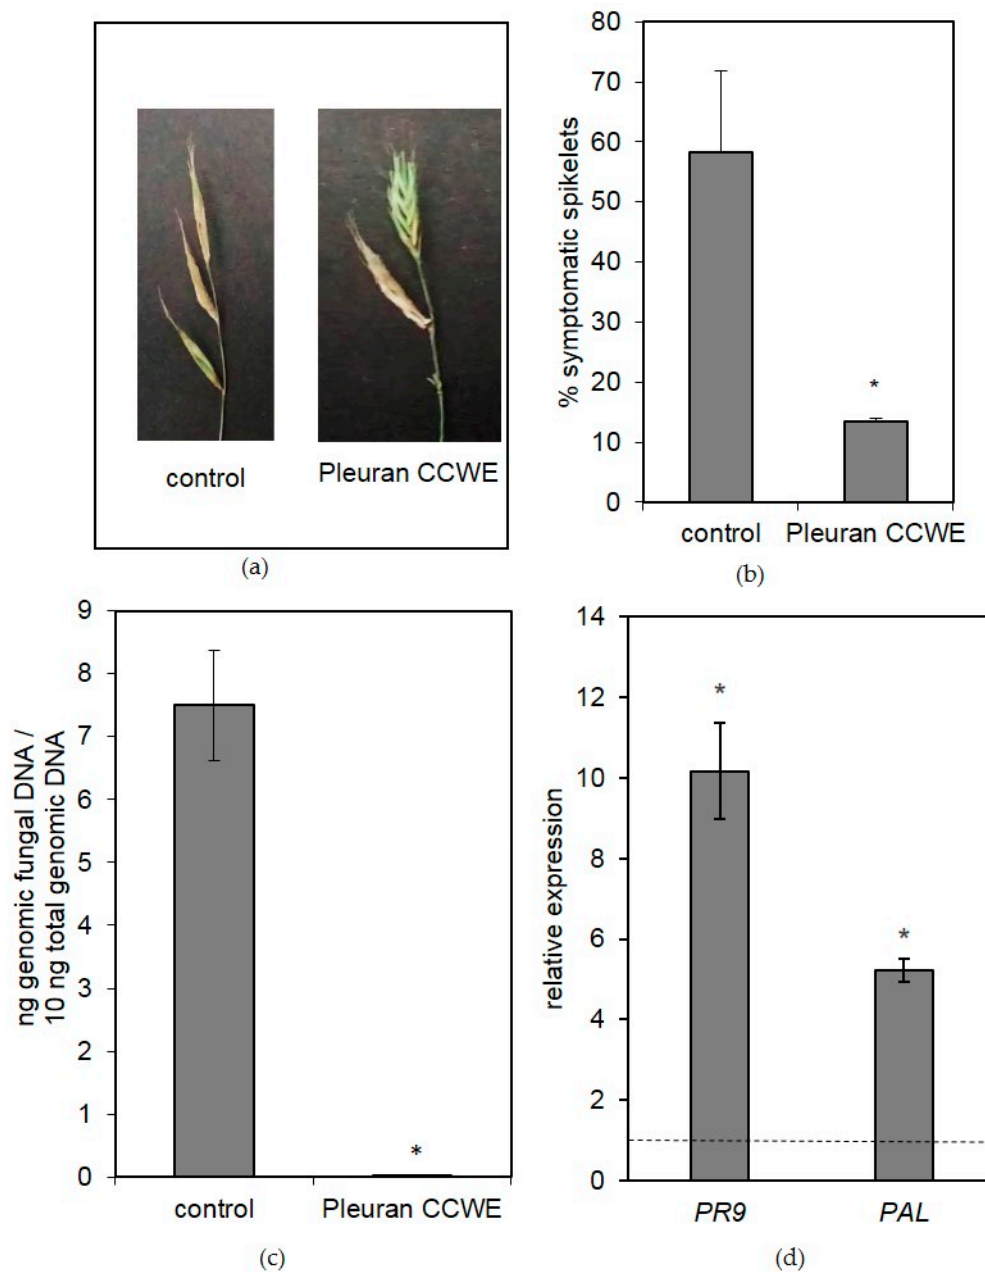 control
Pleuran CCWE
(a)
80
70
60
50
40
30
20
10
0
% symptomatic spikelets
*
control
Pleuran CCWE
(b)
9
8
7
6
5
4
3
2
1
0
ng genomic fungal DNA /
10 ng total genomic DNA
*
control
Pleuran CCWE
(c)
14
12
10
8
6
4
2
0
relative expression
*
*
PR9
PAL
(d)